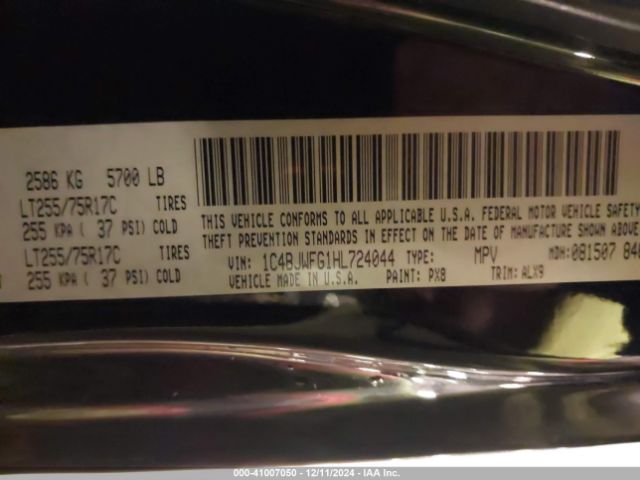 2586 KG 5700 LB
LT255/75R17C TIRES
255 KPA ( 37 PSI) COLD
LT255/75R17C TIRES
255 KPA ( 37 PSI) COLD
THIS VEHICLE CONFORMS TO ALL APPLICABLE U.S.A. FEDERAL MOTOR VEHICLE SAFETY
THEFT PREVENTION STANDARDS IN EFFECT ON THE DATE OF MANUFACTURE SHOWN ABOVE
VIN: 1C4BJWFG1HL724044 TYPE: MPV MDH: 081507
VEHICLE MADE IN U.S.A. PAINT: PX8 TRIM: ALX9
000-41007050 - 12/11/2024 - IAA Inc.